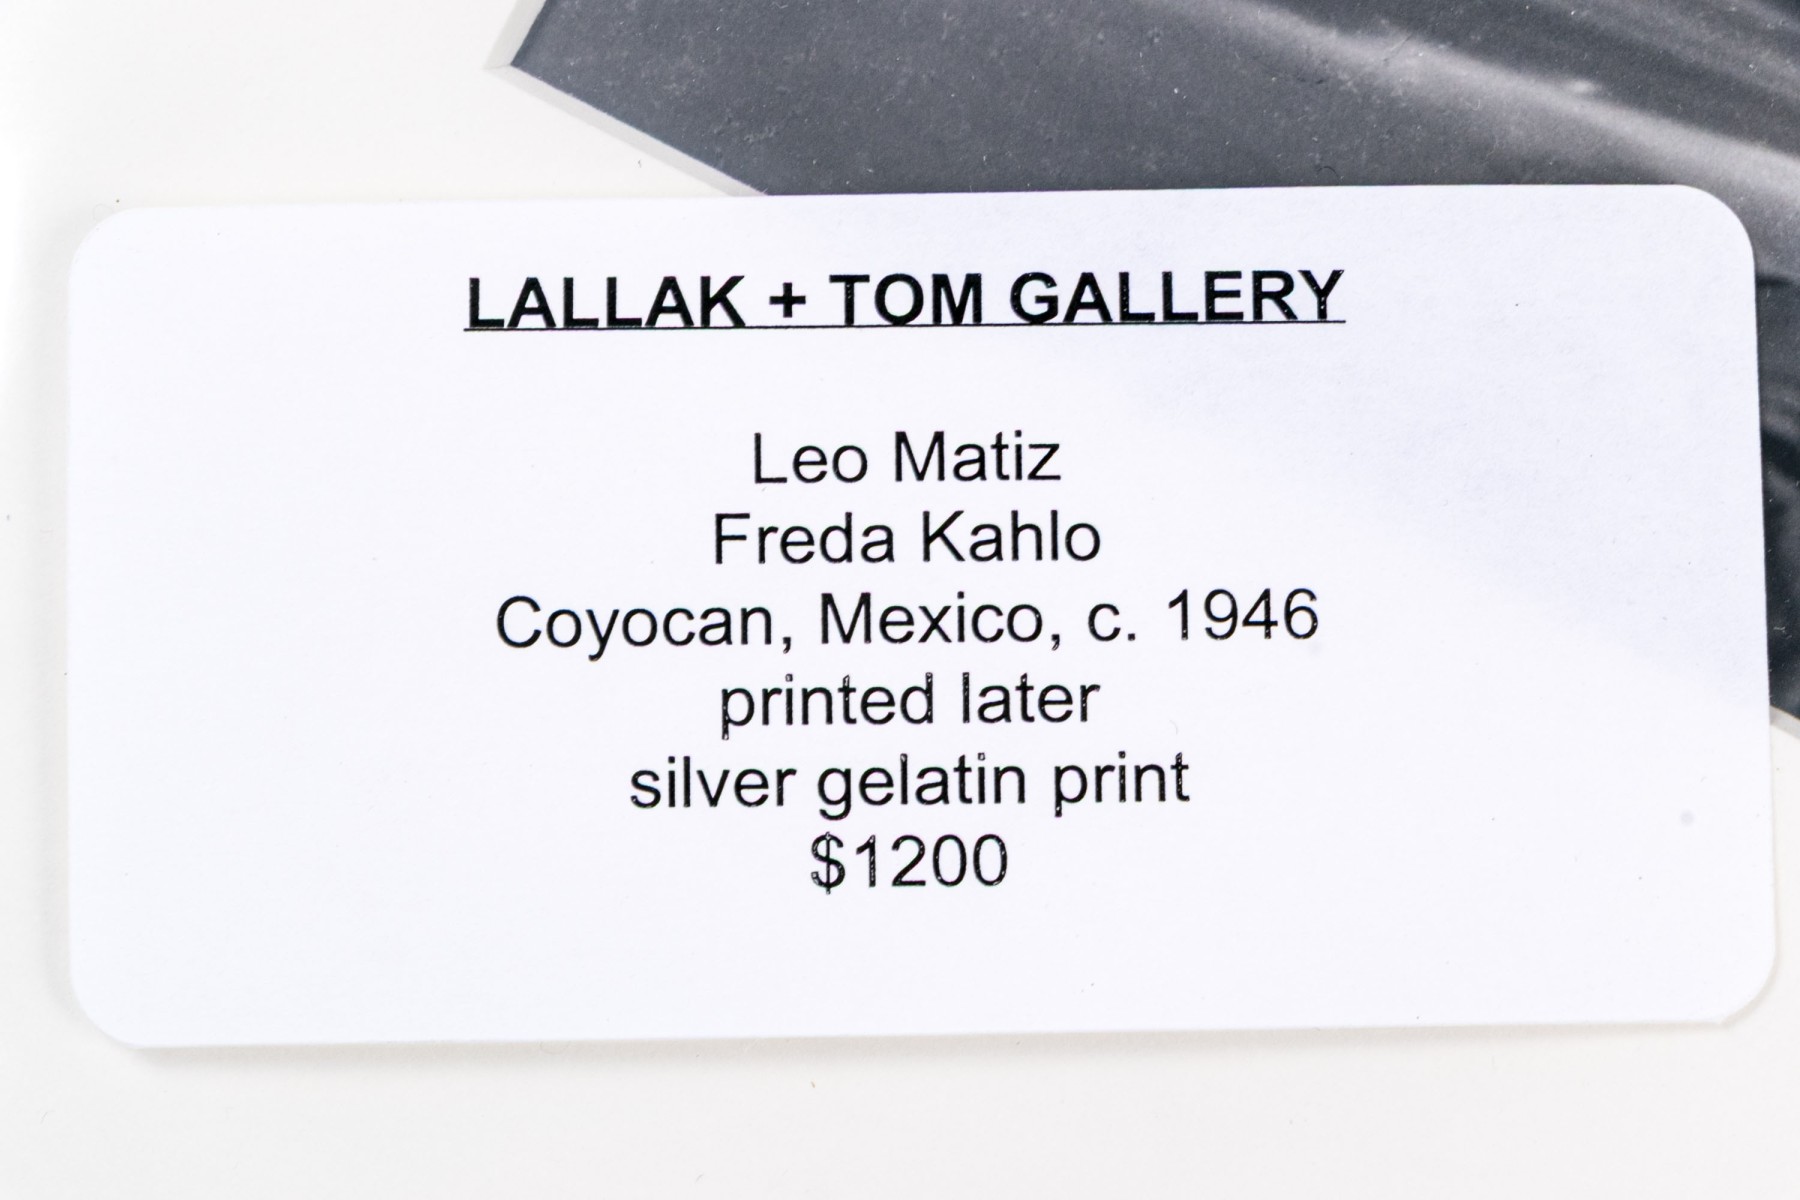 LALLAK + TOM GALLERY
Leo Matiz
Freda Kahlo
Coyocan, Mexico, c. 1946
printed later
silver gelatin print
$1200